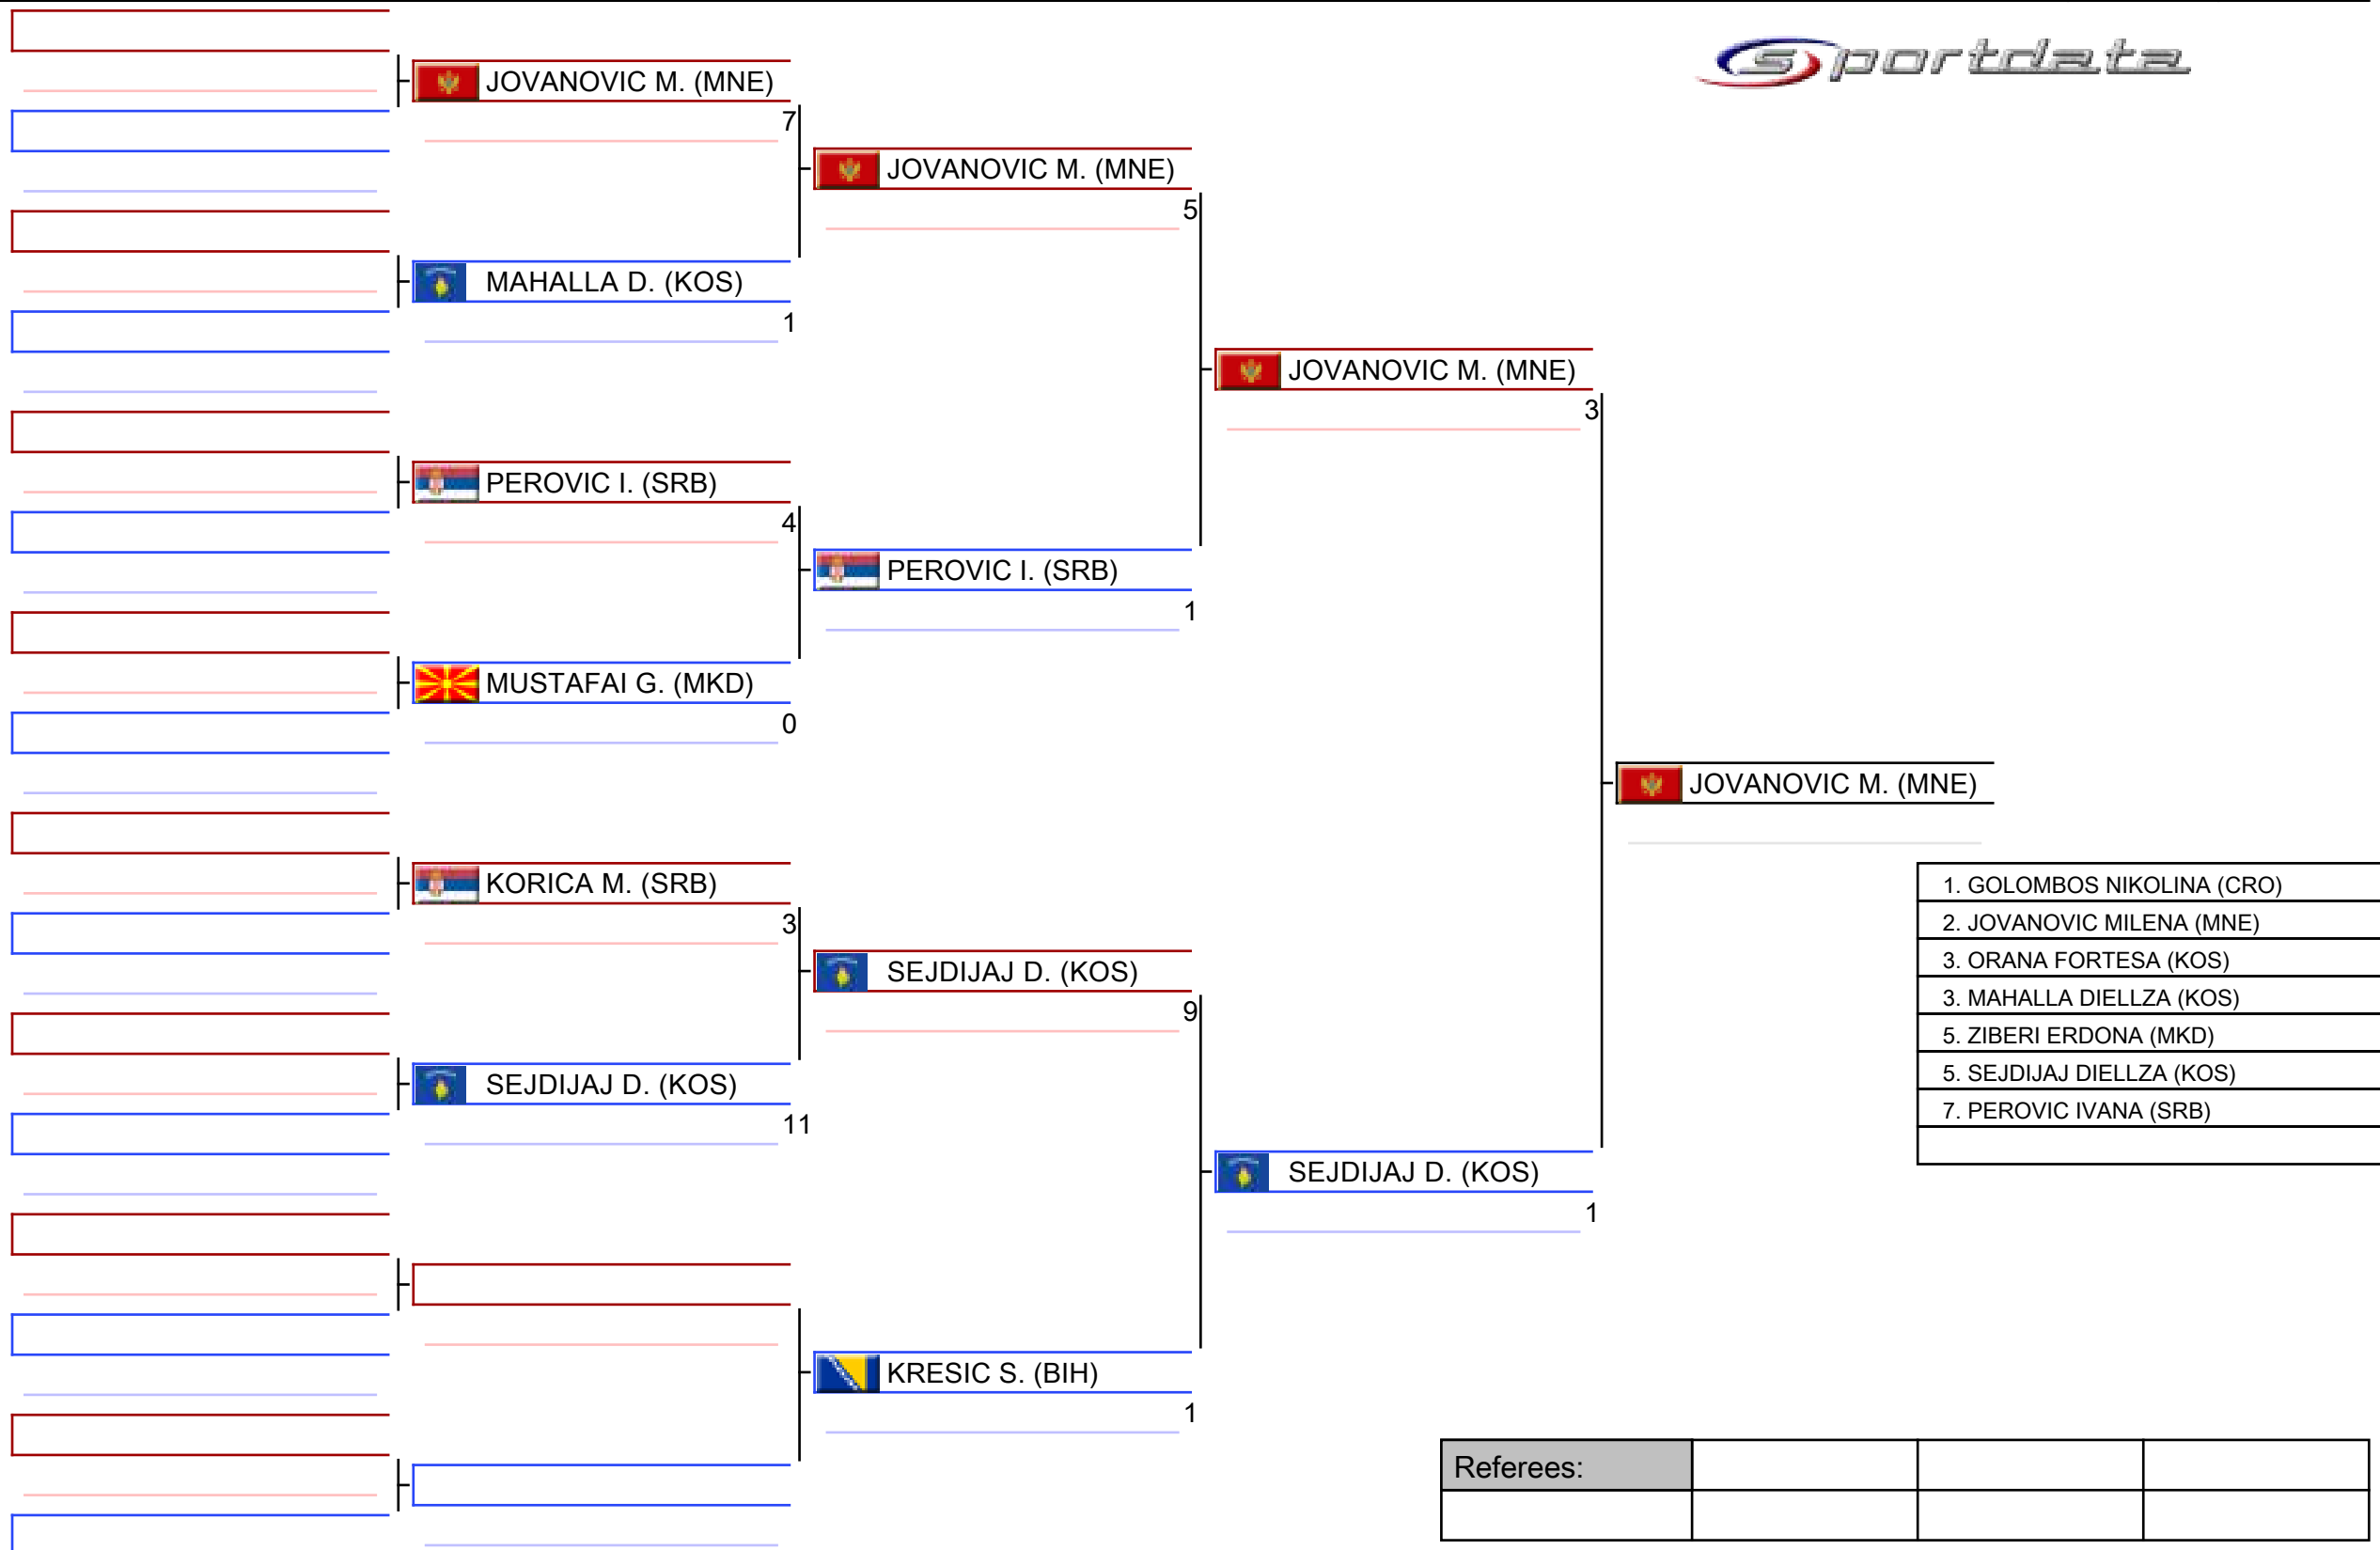 sportdata
JOVANOVIC M. (MNE)
7
JOVANOVIC M. (MNE)
5
MAHALLA D. (KOS)
1
JOVANOVIC M. (MNE)
3
PEROVIC I. (SRB)
4
PEROVIC I. (SRB)
1
MUSTAFAI G. (MKD)
0
JOVANOVIC M. (MNE)
KORICA M. (SRB)
3
SEJDIJAJ D. (KOS)
9
SEJDIJAJ D. (KOS)
11
SEJDIJAJ D. (KOS)
1
KRESIC S. (BIH)
1
1. GOLOMBOS NIKOLINA (CRO)
2. JOVANOVIC MILENA (MNE)
3. ORANA FORTESA (KOS)
3. MAHALLA DIELLZA (KOS)
5. ZIBERI ERDONA (MKD)
5. SEJDIJAJ DIELLZA (KOS)
7. PEROVIC IVANA (SRB)
Referees: